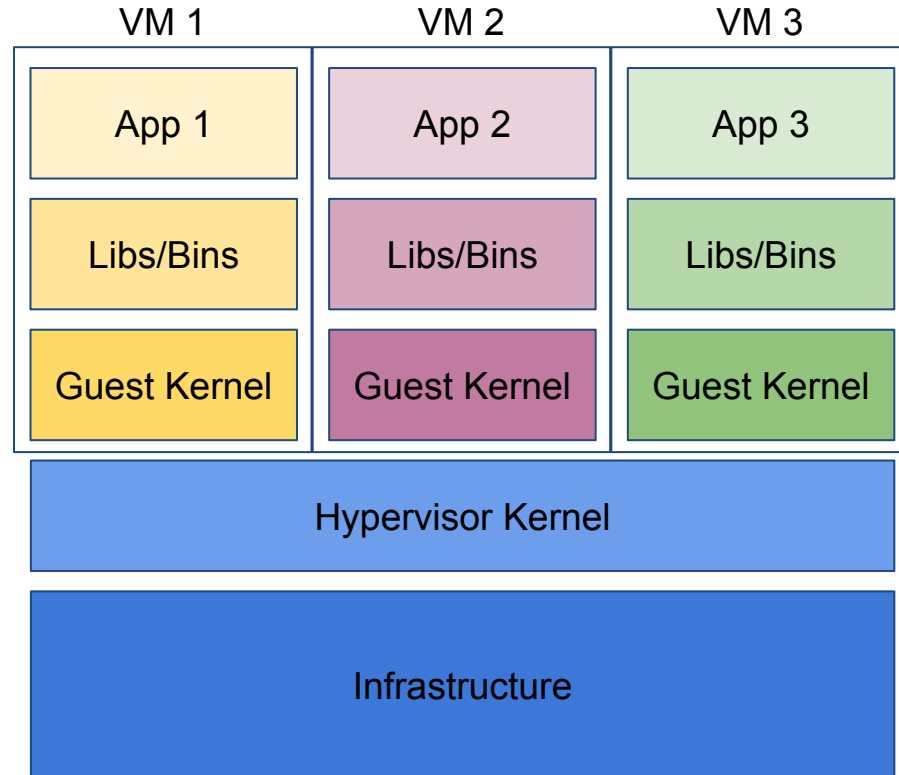 VM 1
VM 2
VM 3
App 1
App 2
App 3
Libs/Bins
Libs/Bins
Libs/Bins
Guest Kernel
Guest Kernel
Guest Kernel
Hypervisor Kernel
Infrastructure